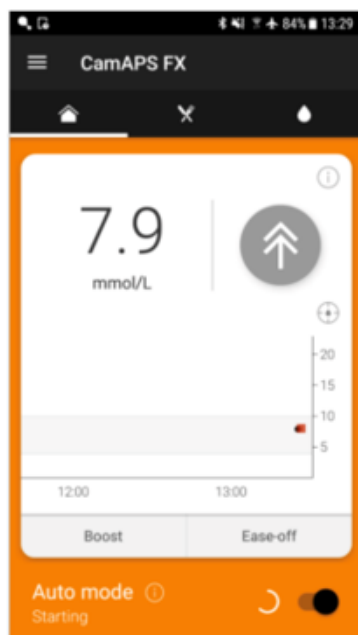 84% 13:29
CamAPS FX
7.9
mmol/L
20
15
10
5
12:00 13:00
Boost Ease-off
Auto mode
Starting